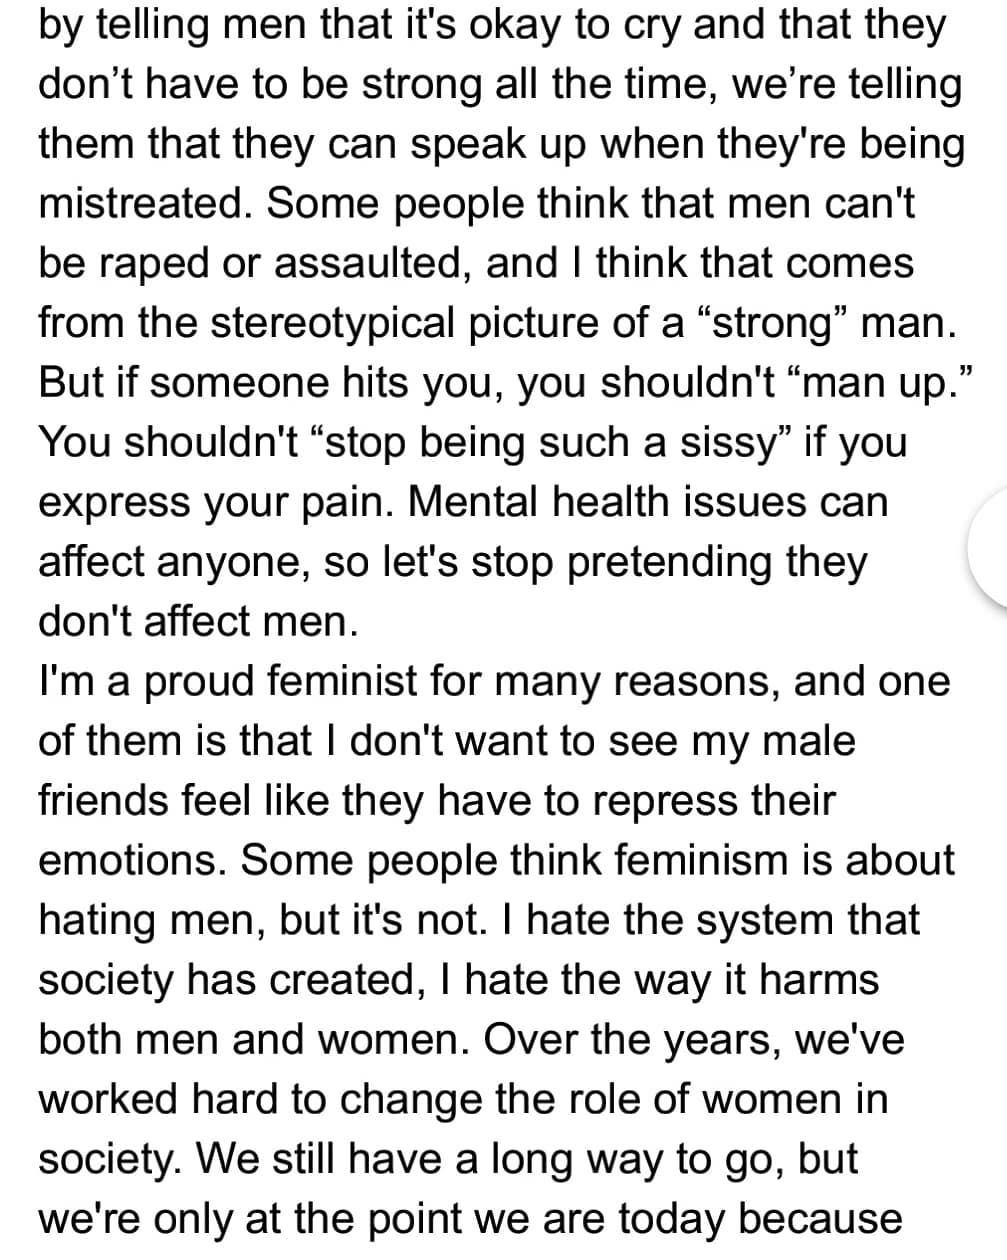 by telling men that it's okay to cry and that they
don’t have to be strong all the time, we’re telling
them that they can speak up when they're being
mistreated. Some people think that men can't
be raped or assaulted, and I think that comes
from the stereotypical picture of a “strong” man.
But if someone hits you, you shouldn't “man up.”
You shouldn't “stop being such a sissy” if you
express your pain. Mental health issues can
affect anyone, so let's stop pretending they
don't affect men.
I'm a proud feminist for many reasons, and one
of them is that I don't want to see my male
friends feel like they have to repress their
emotions. Some people think feminism is about
hating men, but it's not. I hate the system that
society has created, I hate the way it harms
both men and women. Over the years, we've
worked hard to change the role of women in
society. We still have a long way to go, but
we're only at the point we are today because